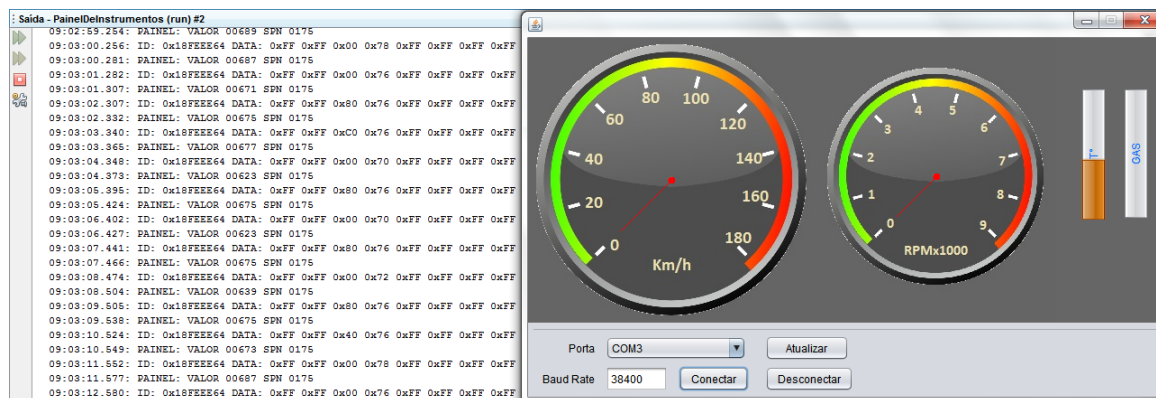 Saída - PainelDeInstrumentos (run) #2
09:02:59.254: PAINEL: VALOR 00689 SPN 0175
09:03:00.256: ID: 0x18FEEE64 DATA: 0xFF 0xFF 0x00 0x78 0xFF 0xFF 0xFF 0xFF
09:03:00.281: PAINEL: VALOR 00687 SPN 0175
09:03:01.282: ID: 0x18FEEE64 DATA: 0xFF 0xFF 0x00 0x76 0xFF 0xFF 0xFF 0xFF
09:03:01.307: PAINEL: VALOR 00671 SPN 0175
09:03:02.307: ID: 0x18FEEE64 DATA: 0xFF 0xFF 0x80 0x76 0xFF 0xFF 0xFF 0xFF
09:03:02.332: PAINEL: VALOR 00675 SPN 0175
09:03:03.340: ID: 0x18FEEE64 DATA: 0xFF 0xFF 0xC0 0x76 0xFF 0xFF 0xFF 0xFF
09:03:03.365: PAINEL: VALOR 00677 SPN 0175
09:03:04.348: ID: 0x18FEEE64 DATA: 0xFF 0xFF 0x00 0x70 0xFF 0xFF 0xFF 0xFF
09:03:04.373: PAINEL: VALOR 00623 SPN 0175
09:03:05.395: ID: 0x18FEEE64 DATA: 0xFF 0xFF 0x80 0x76 0xFF 0xFF 0xFF 0xFF
09:03:05.424: PAINEL: VALOR 00675 SPN 0175
09:03:06.402: ID: 0x18FEEE64 DATA: 0xFF 0xFF 0x00 0x70 0xFF 0xFF 0xFF 0xFF
09:03:06.427: PAINEL: VALOR 00623 SPN 0175
09:03:07.441: ID: 0x18FEEE64 DATA: 0xFF 0xFF 0x80 0x76 0xFF 0xFF 0xFF 0xFF
09:03:07.466: PAINEL: VALOR 00675 SPN 0175
09:03:08.474: ID: 0x18FEEE64 DATA: 0xFF 0xFF 0x00 0x72 0xFF 0xFF 0xFF 0xFF
09:03:08.504: PAINEL: VALOR 00639 SPN 0175
09:03:09.505: ID: 0x18FEEE64 DATA: 0xFF 0xFF 0x80 0x76 0xFF 0xFF 0xFF 0xFF
09:03:09.538: PAINEL: VALOR 00675 SPN 0175
09:03:10.524: ID: 0x18FEEE64 DATA: 0xFF 0xFF 0x40 0x76 0xFF 0xFF 0xFF 0xFF
09:03:10.549: PAINEL: VALOR 00673 SPN 0175
09:03:11.552: ID: 0x18FEEE64 DATA: 0xFF 0xFF 0x00 0x78 0xFF 0xFF 0xFF 0xFF
09:03:11.577: PAINEL: VALOR 00687 SPN 0175
09:03:12.580: ID: 0x18FEEE64 DATA: 0xFF 0xFF 0x00 0x76 0xFF 0xFF 0xFF 0xFF
0 20 40 60 80 100 120 140 160 180
Km/h
0 1 2 3 4 5 6 7 8 9
RPMx1000
Tª
GAS
Porta COM3 Atualizar
Baud Rate 38400 Conectar Desconectar